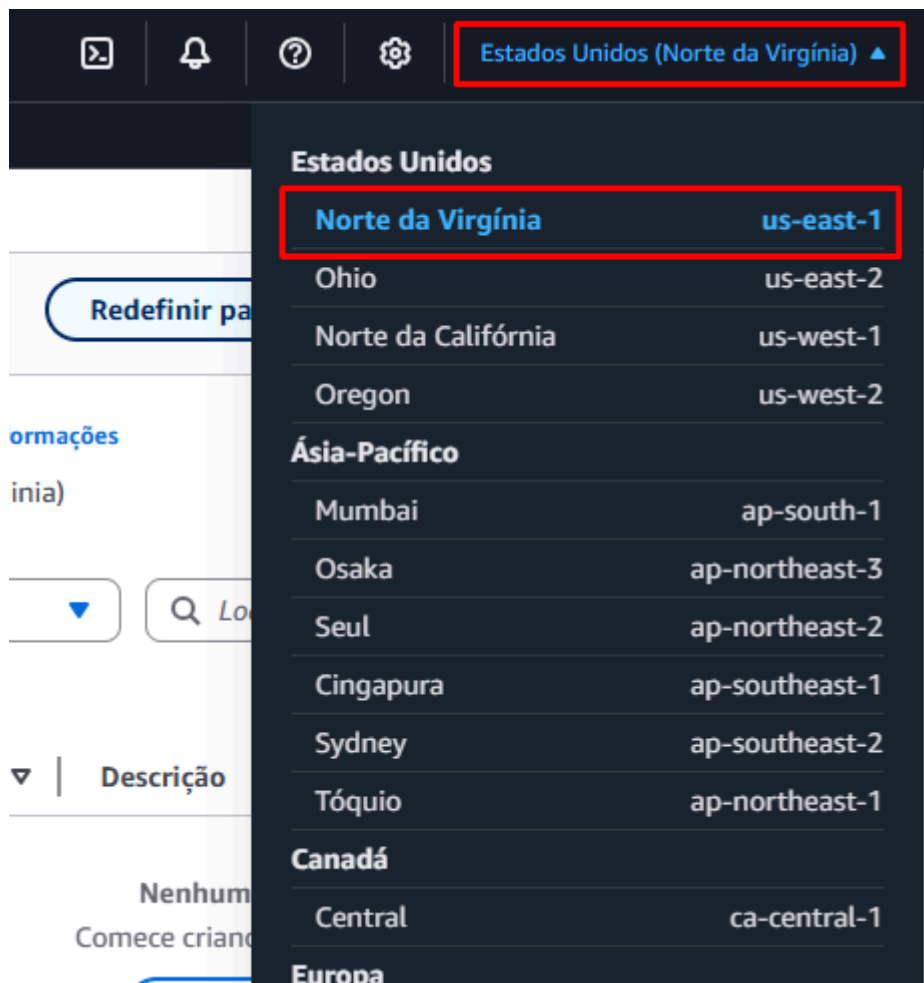 Estados Unidos (Norte da Virgínia)
Estados Unidos
Norte da Virgínia us-east-1
Ohio us-east-2
Norte da Califórnia us-west-1
Oregon us-west-2
Ásia-Pacífico
Mumbai ap-south-1
Osaka ap-northeast-3
Seul ap-northeast-2
Cingapura ap-southeast-1
Sydney ap-southeast-2
Tóquio ap-northeast-1
Canadá
Central ca-central-1
Europa
Redefinir pa
ormações
inia)
Lo
Descrição
Nenhum
Comece crian